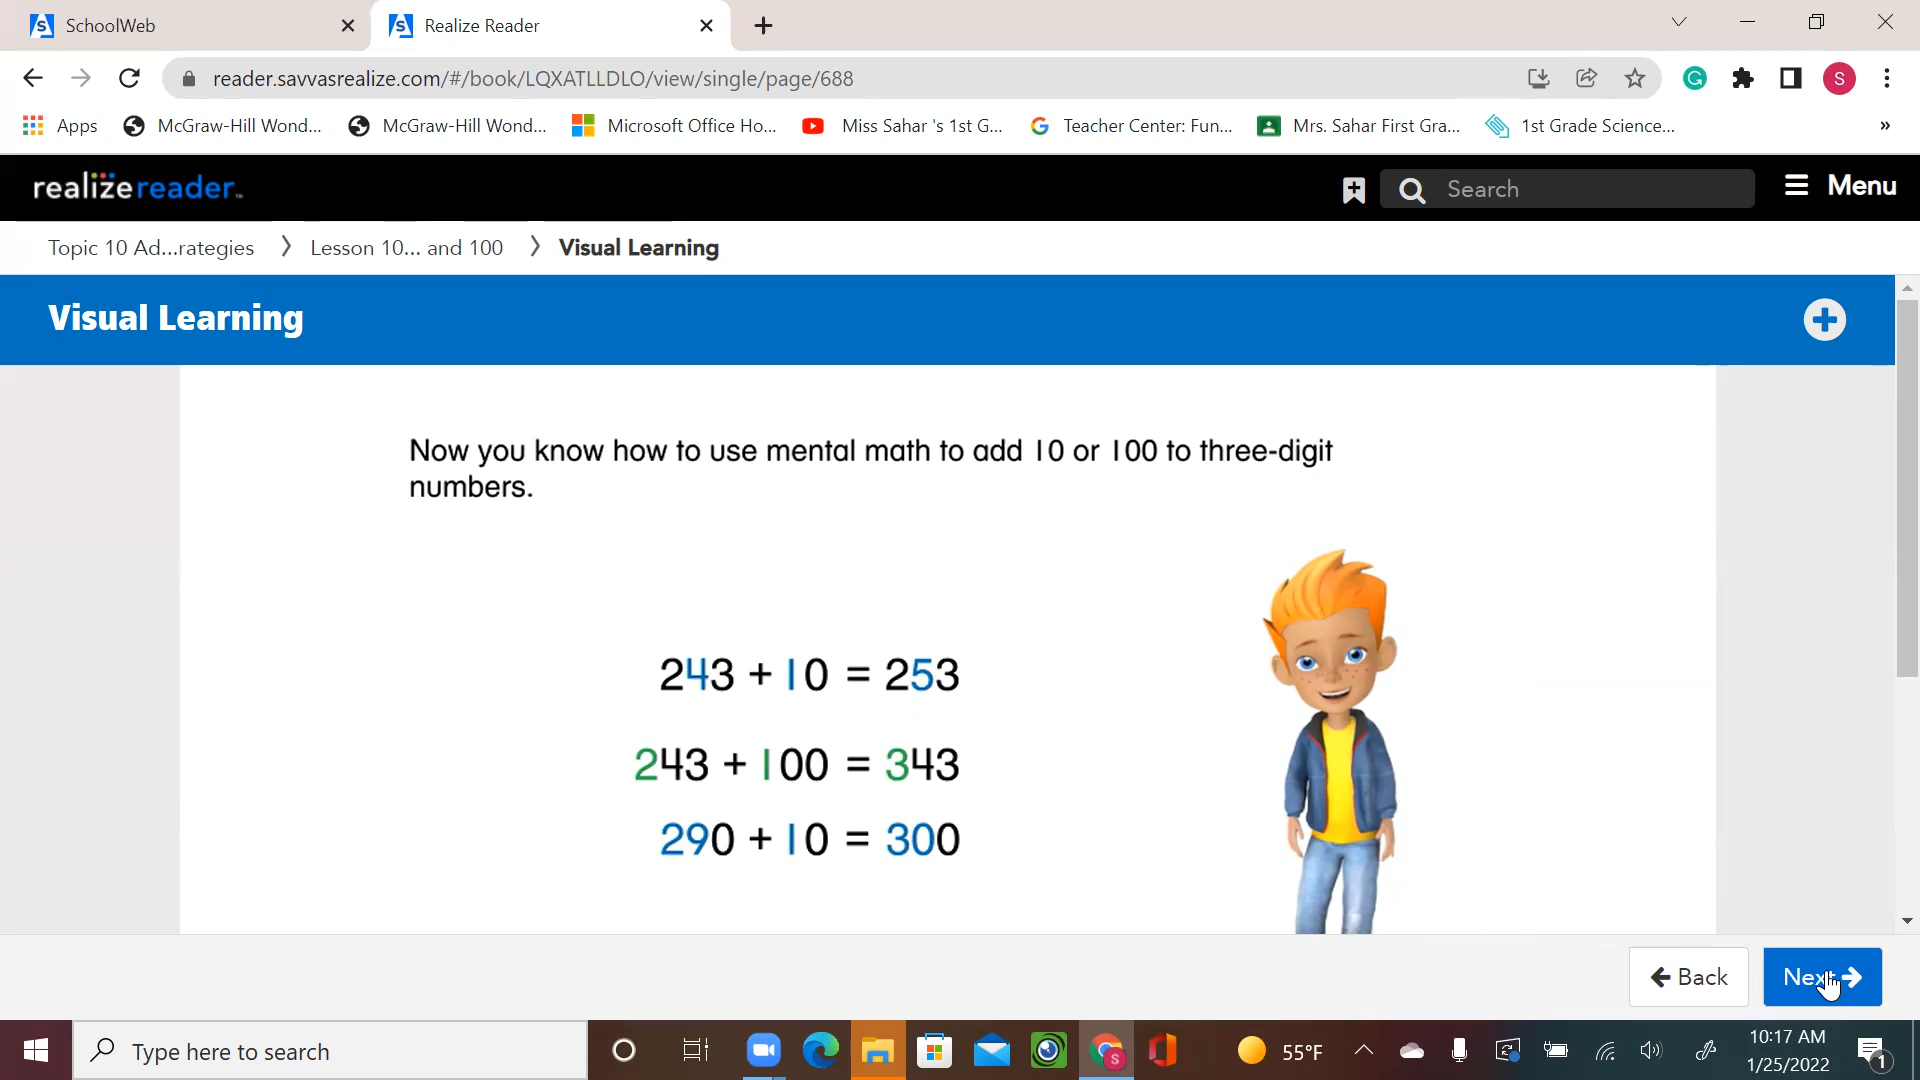 SchoolWeb
Realize Reader
reader.savvasrealize.com/#/book/LQXATLLDLO/view/single/page/688
S
Apps
McGraw-Hill Wond...
McGraw-Hill Wond...
Microsoft Office Ho...
Miss Sahar 's 1st G...
Teacher Center: Fun...
Mrs. Sahar First Gra...
1st Grade Science...
»
realizereader™
Search
Menu
Topic 10 Ad...rategies
Lesson 10... and 100
Visual Learning
Visual Learning
Now you know how to use mental math to add 10 or 100 to three-digit
numbers.
243 + 10 = 253
243 + 100 = 343
290 + 10 = 300
Back
Next
Type here to search
55°F
10:17 AM
1/25/2022
1